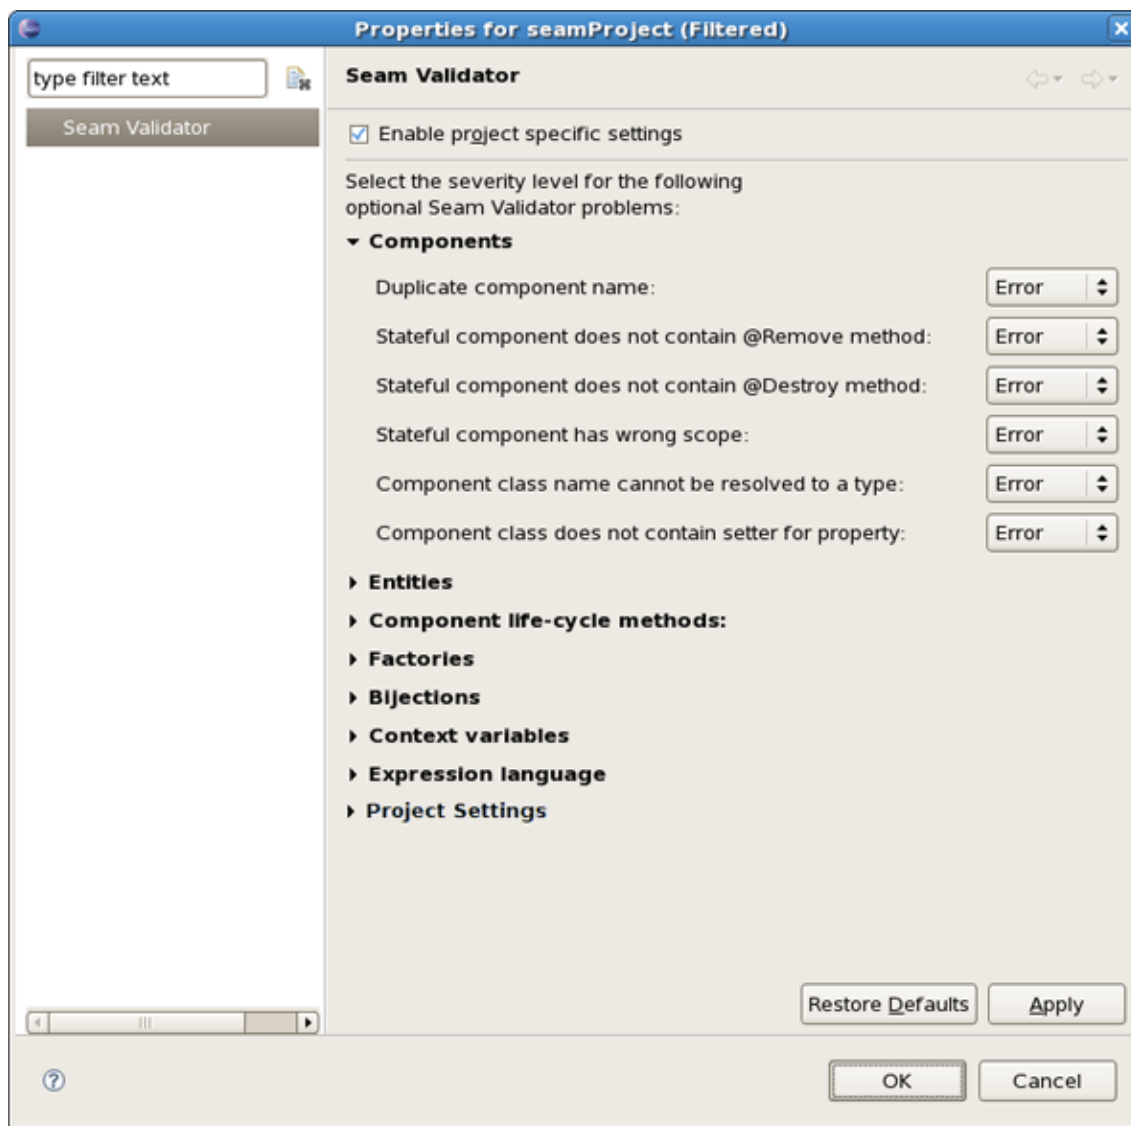 Properties for seamProject (Filtered)
type filter text
Seam Validator
Seam Validator
Enable project specific settings
Select the severity level for the following
optional Seam Validator problems:
Components
Duplicate component name: Error
Stateful component does not contain @Remove method: Error
Stateful component does not contain @Destroy method: Error
Stateful component has wrong scope: Error
Component class name cannot be resolved to a type: Error
Component class does not contain setter for property: Error
Entities
Component life-cycle methods:
Factories
Bijections
Context variables
Expression language
Project Settings
Restore Defaults Apply
OK Cancel